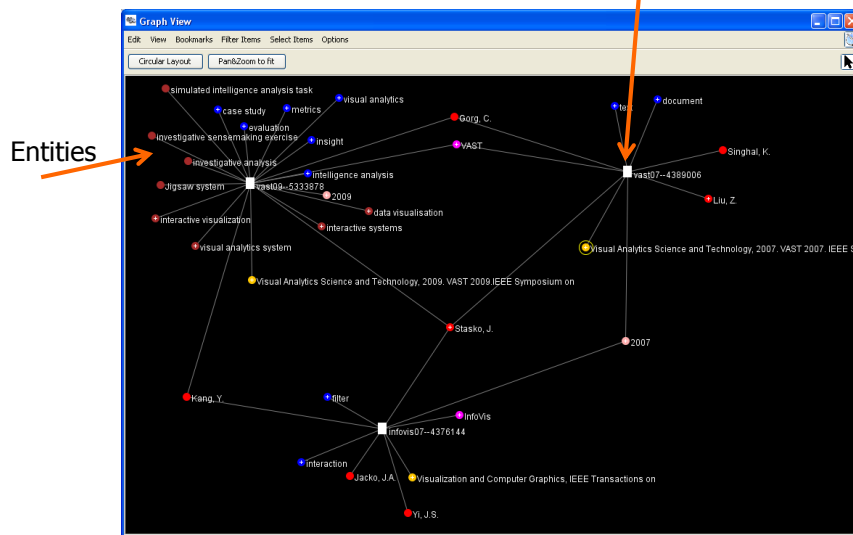 Graph View
Edit View Bookmarks Filter Items Select Items Options
Circular Layout Pan&Zoom to fit
Entities
simulated intelligence analysis task
case study
metrics
visual analytics
evaluation
investigative sensemaking exercise
insight
investigative analysis
intelligence analysis
Jigsaw system
vast09--5333878
2009
interactive visualization
data visualisation
interactive systems
visual analytics system
Visual Analytics Science and Technology, 2009. VAST 2009.IEEE Symposium on
Gorg, C.
VAST
text
document
Singhal, K.
vast07--4389006
Liu, Z.
Visual Analytics Science and Technology, 2007. VAST 2007. IEEE S
Stasko, J.
2007
Kang, Y.
filter
InfoVis
infovis07--4376144
interaction
Jacko, J.A.
Visualization and Computer Graphics, IEEE Transactions on
Yi, J.S.